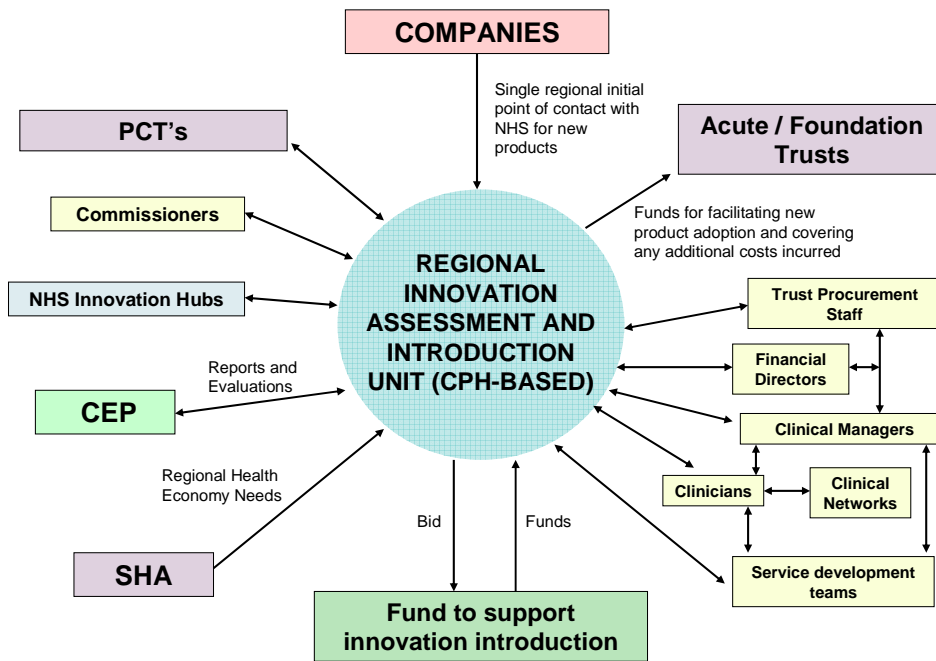 COMPANIES
Single regional initial
point of contact with
NHS for new
products
PCT's
Acute / Foundation
Trusts
Commissioners
Funds for facilitating new
product adoption and covering
any additional costs incurred
NHS Innovation Hubs
REGIONAL
INNOVATION
ASSESSMENT AND
INTRODUCTION
UNIT (CPH-BASED)
Trust Procurement
Staff
Financial
Directors
Reports and
Evaluations
CEP
Clinical Managers
Regional Health
Economy Needs
Clinicians
Clinical
Networks
Bid
Funds
SHA
Service development
teams
Fund to support
innovation introduction